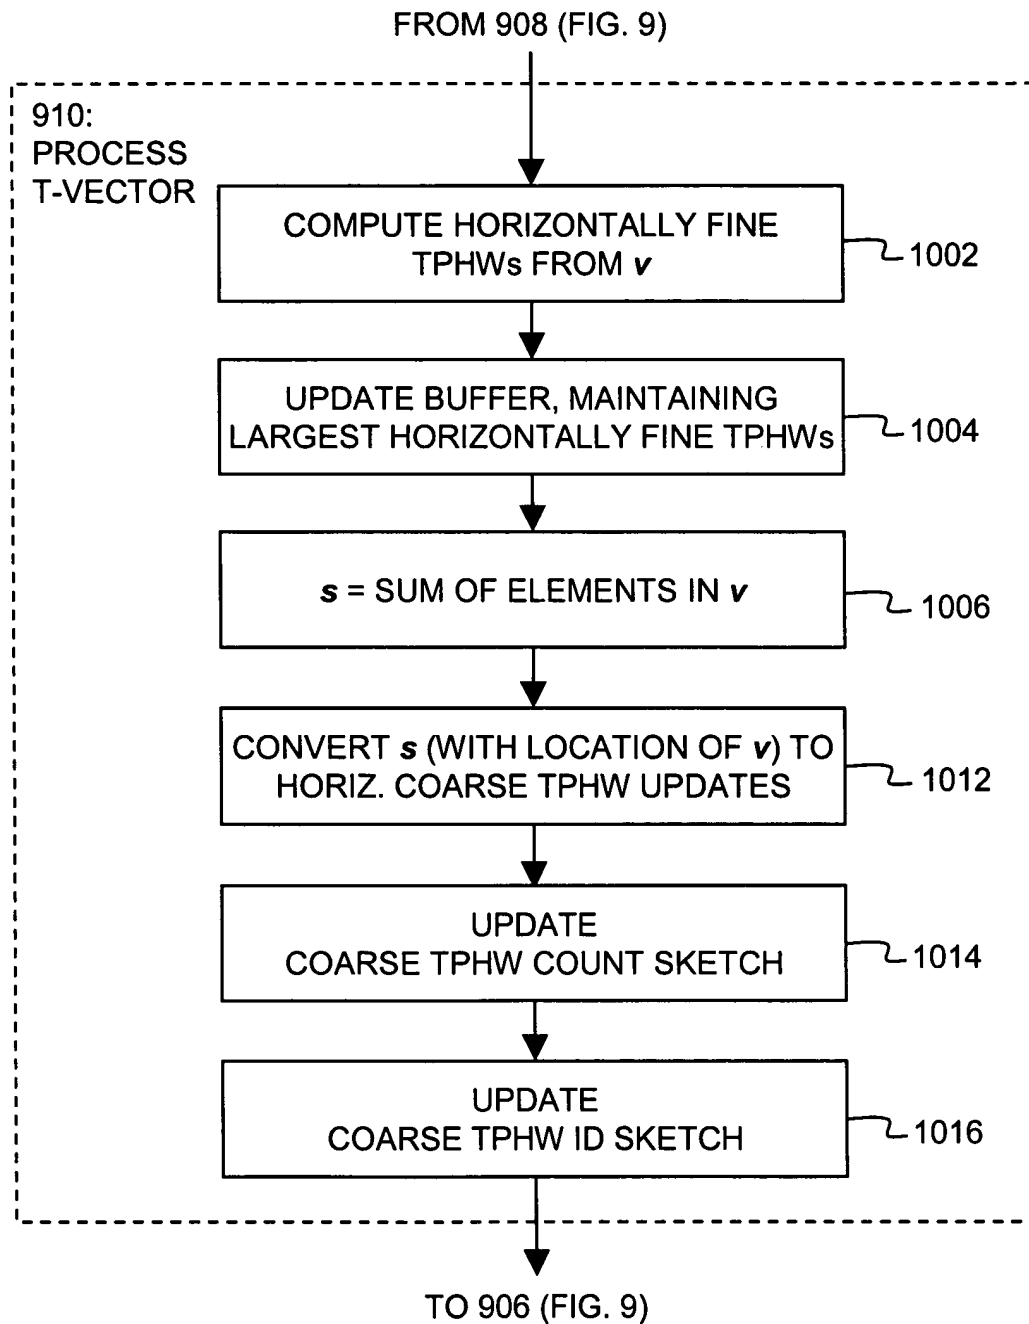 FROM 908 (FIG. 9)
910:
PROCESS
T-VECTOR
COMPUTE HORIZONTALLY FINE
TPHWs FROM v
1002
UPDATE BUFFER, MAINTAINING
LARGEST HORIZONTALLY FINE TPHWs
1004
s = SUM OF ELEMENTS IN v
1006
CONVERT s (WITH LOCATION OF v) TO
HORIZ. COARSE TPHW UPDATES
1012
UPDATE
COARSE TPHW COUNT SKETCH
1014
UPDATE
COARSE TPHW ID SKETCH
1016
TO 906 (FIG. 9)